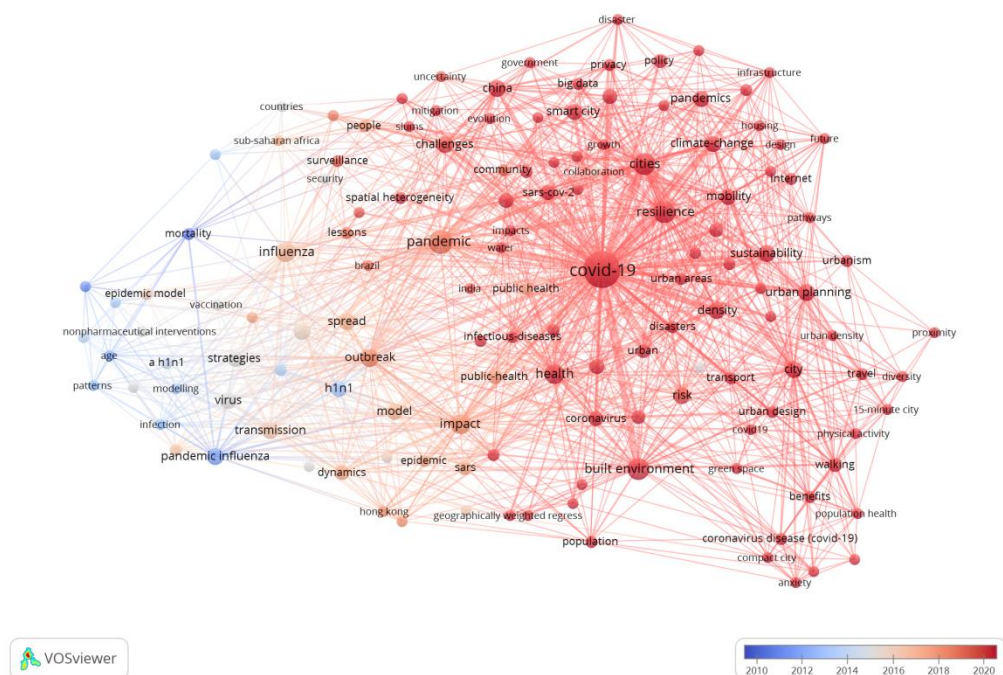 disaster
government
privacy
policy
uncertainty
big data
infrastructure
china
pandemics
countries
mitigation
smart city
evolution
people
slums
housing
sub-saharan africa
challenges
growth
climate-change
design
future
surveillance
cities
community
collaboration
security
internet
sars-cov-2
spatial heterogeneity
mobility
resilience
pathways
mortality
lessons
impacts
pandemic
water
influenza
sustainability
urbanism
brazil
covid-19
urban areas
india
public health
epidemic model
urban planning
vaccination
density
spread
disasters
nonpharmaceutical interventions
infectious-diseases
urban density
proximity
age
a h1n1
strategies
outbreak
urban
health
city
travel
diversity
public-health
transport
patterns
modelling
h1n1
virus
risk
model
urban design
15-minute city
infection
transmission
impact
coronavirus
covid19
physical activity
pandemic influenza
epidemic
sars
built environment
green space
walking
dynamics
benefits
hong kong
geographically weighted regress
population health
population
coronavirus disease (covid-19)
compact city
anxiety
VOSviewer
2010 2012 2014 2016 2018 2020